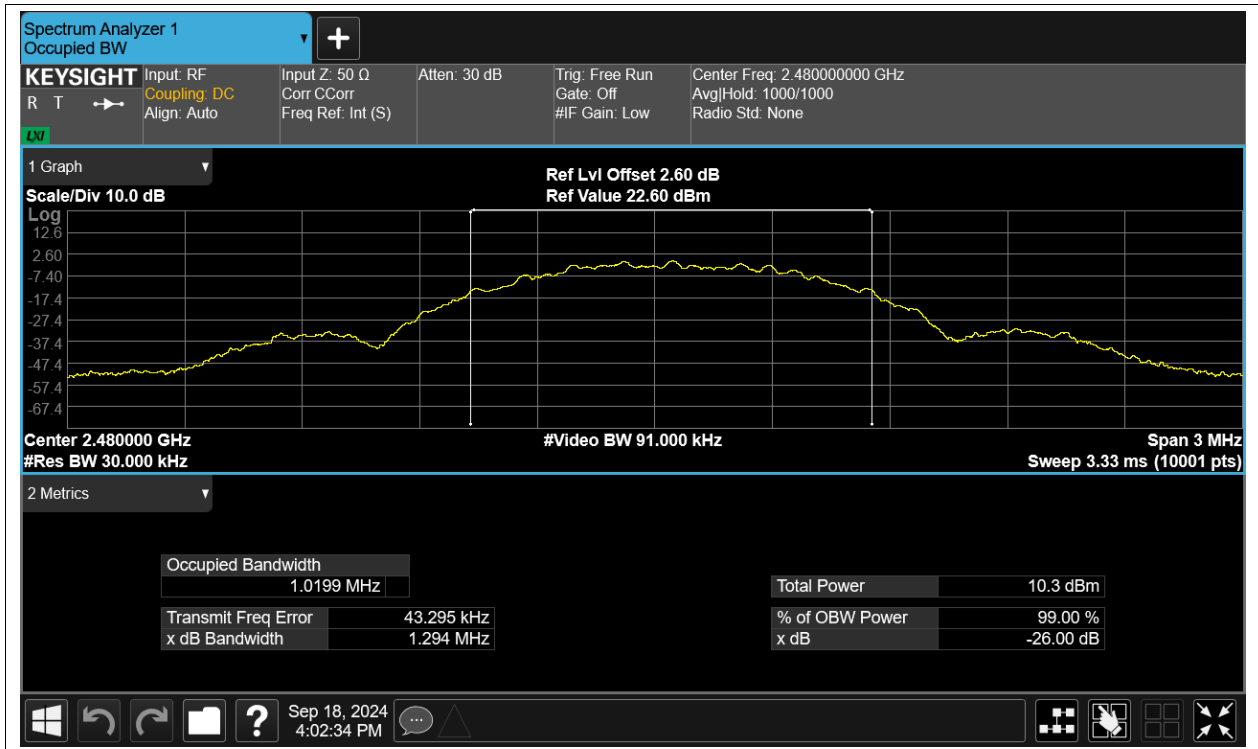 Spectrum Analyzer 1
Occupied BW
KEYSIGHT
R T
LXI
Input: RF
Coupling: DC
Align: Auto
Input Z: 50 Ω
Corr CCorr
Freq Ref: Int (S)
Atten: 30 dB
Trig: Free Run
Gate: Off
#IF Gain: Low
Center Freq: 2.480000000 GHz
Avg|Hold: 1000/1000
Radio Std: None
1 Graph
Scale/Div 10.0 dB
Ref Lvl Offset 2.60 dB
Ref Value 22.60 dBm
Log
12.6
2.60
-7.40
-17.4
-27.4
-37.4
-47.4
-57.4
-67.4
Center 2.480000 GHz
#Res BW 30.000 kHz
#Video BW 91.000 kHz
Span 3 MHz
Sweep 3.33 ms (10001 pts)
2 Metrics
Occupied Bandwidth
1.0199 MHz
Transmit Freq Error 43.295 kHz
x dB Bandwidth 1.294 MHz
Total Power 10.3 dBm
% of OBW Power 99.00 %
x dB -26.00 dB
?
Sep 18, 2024
4:02:34 PM